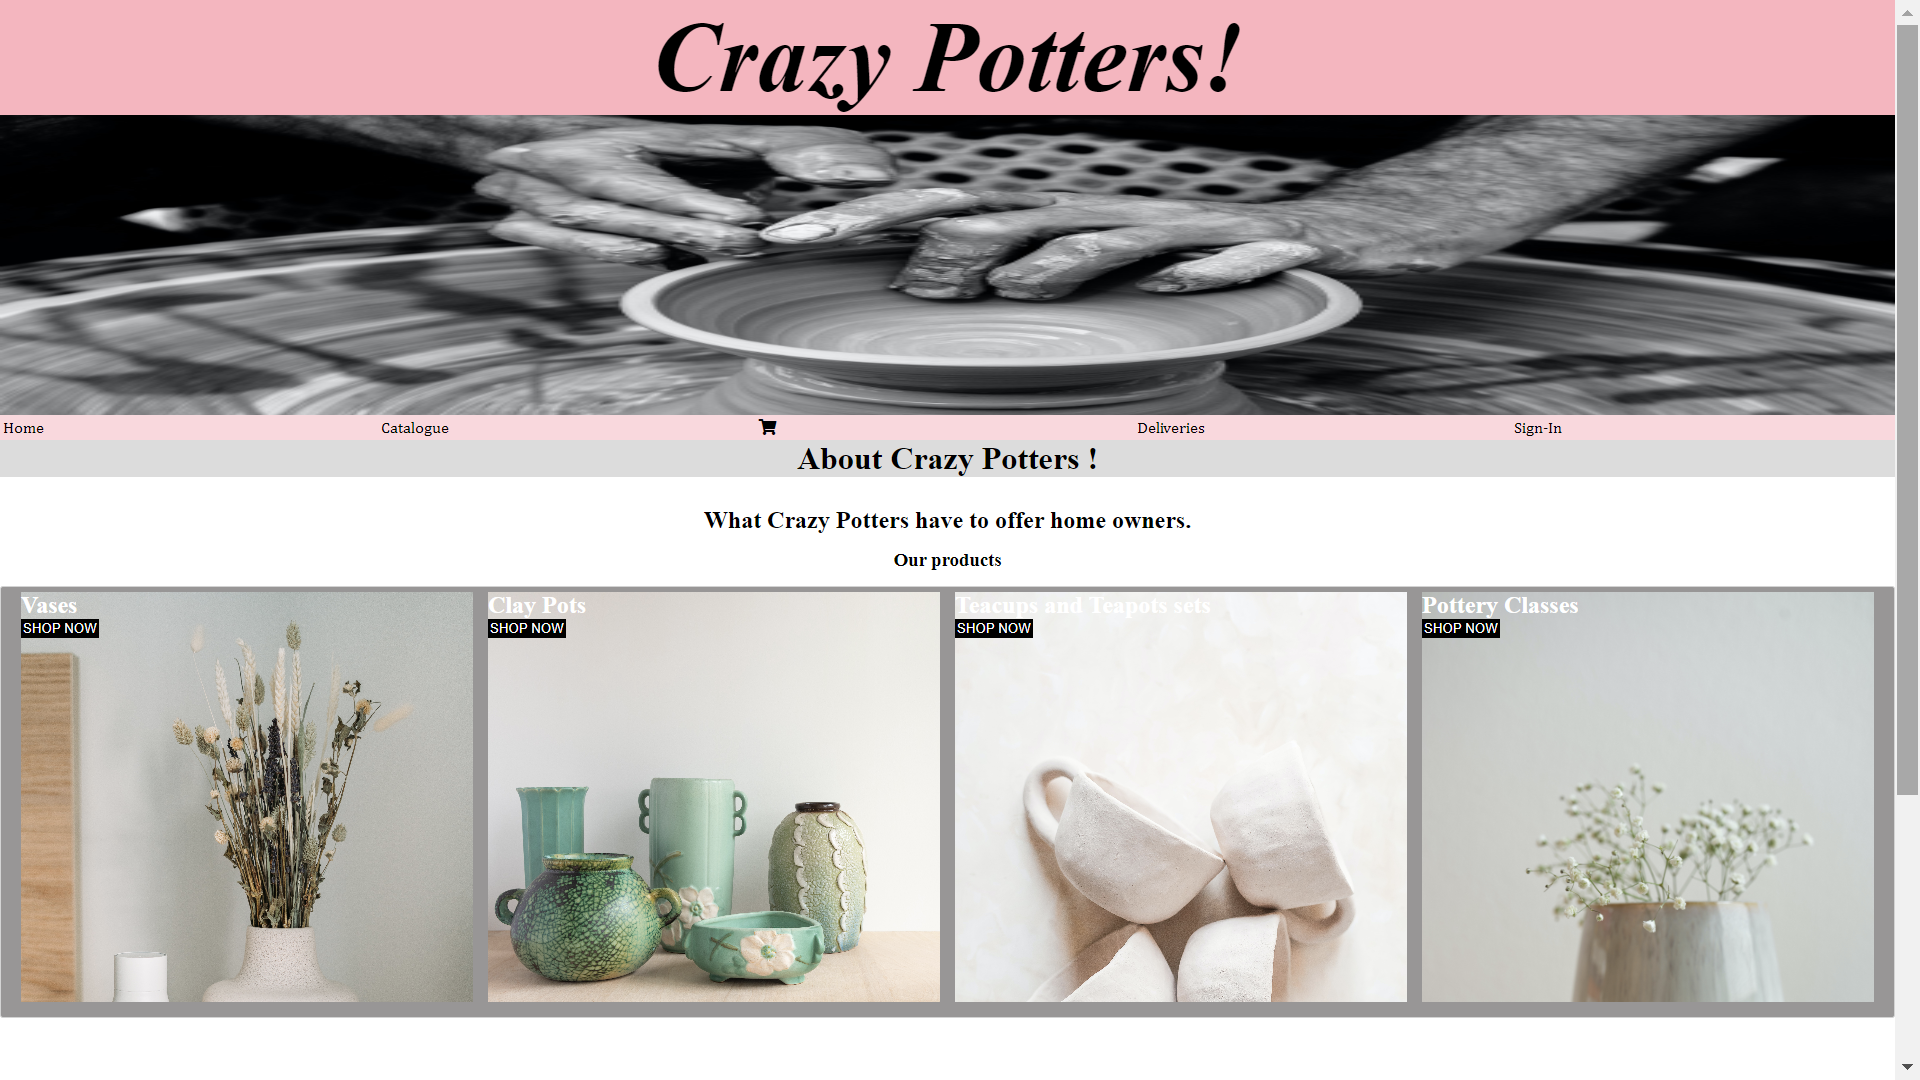 Crazy Potters!
Home Catalogue Deliveries Sign-In
About Crazy Potters !
What Crazy Potters have to offer home owners.
Our products
Vases
SHOP NOW
Clay Pots
SHOP NOW
Teacups and Teapots sets
SHOP NOW
Pottery Classes
SHOP NOW